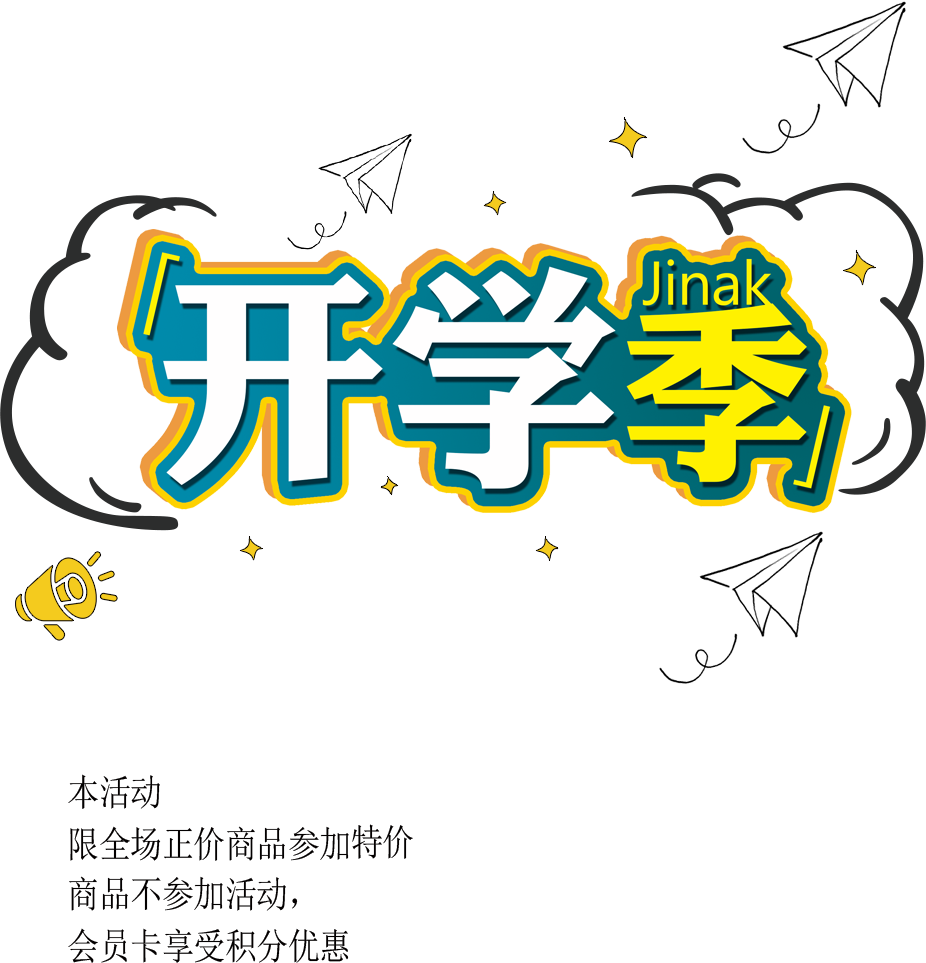 Jinak
「开学季」
本活动
限全场正价商品参加特价
商品不参加活动，
会员卡享受积分优惠